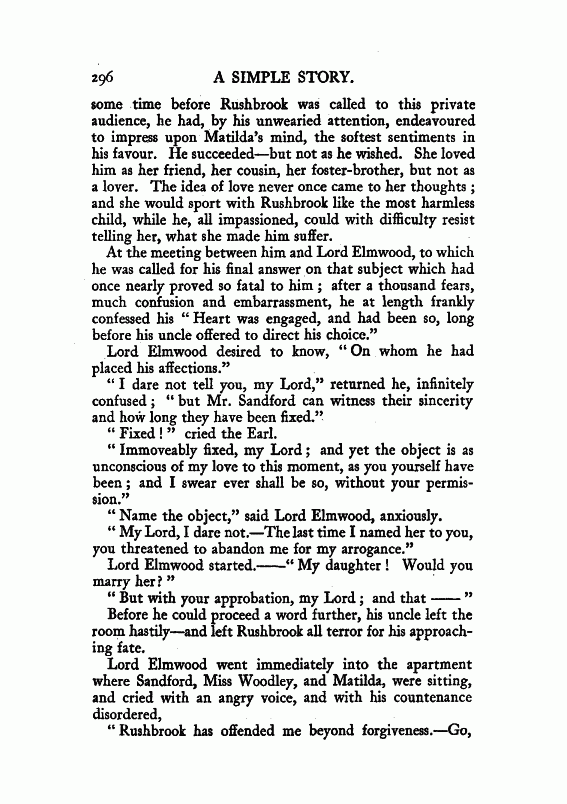 296 A SIMPLE STORY.
some time before Rushbrook was called to this private
audience, he had, by his unwearied attention, endeavoured
to impress upon Matilda's mind, the softest sentiments in
his favour. He succeeded—but not as he wished. She loved
him as her friend, her cousin, her foster-brother, but not as
a lover. The idea of love never once came to her thoughts ;
and she would sport with Rushbrook like the most harmless
child, while he, all impassioned, could with difficulty resist
telling her, what she made him suffer.
At the meeting between him and Lord Elmwood, to which
he was called for his final answer on that subject which had
once nearly proved so fatal to him ; after a thousand fears,
much confusion and embarrassment, he at length frankly
confessed his " Heart was engaged, and had been so, long
before his uncle offered to direct his choice."
Lord Elmwood desired to know, " On whom he had
placed his affections."
" I dare not tell you, my Lord," returned he, infinitely
confused ; " but Mr. Sandford can witness their sincerity
and how long they have been fixed."
" Fixed ! " cried the Earl.
" Immoveably fixed, my Lord ; and yet the object is as
unconscious of my love to this moment, as you yourself have
been ; and I swear ever shall be so, without your permis-
sion."
" Name the object," said Lord Elmwood, anxiously.
" My Lord, I dare not.—The last time I named her to you,
you threatened to abandon me for my arrogance."
Lord Elmwood started.——" My daughter ! Would you
marry her? "
" But with your approbation, my Lord ; and that —— "
Before he could proceed a word further, his uncle left the
room hastily—and left Rushbrook all terror for his approach-
ing fate.
Lord Elmwood went immediately into the apartment
where Sandford, Miss Woodley, and Matilda, were sitting,
and cried with an angry voice, and with his countenance
disordered,
" Rushbrook has offended me beyond forgiveness.—Go,